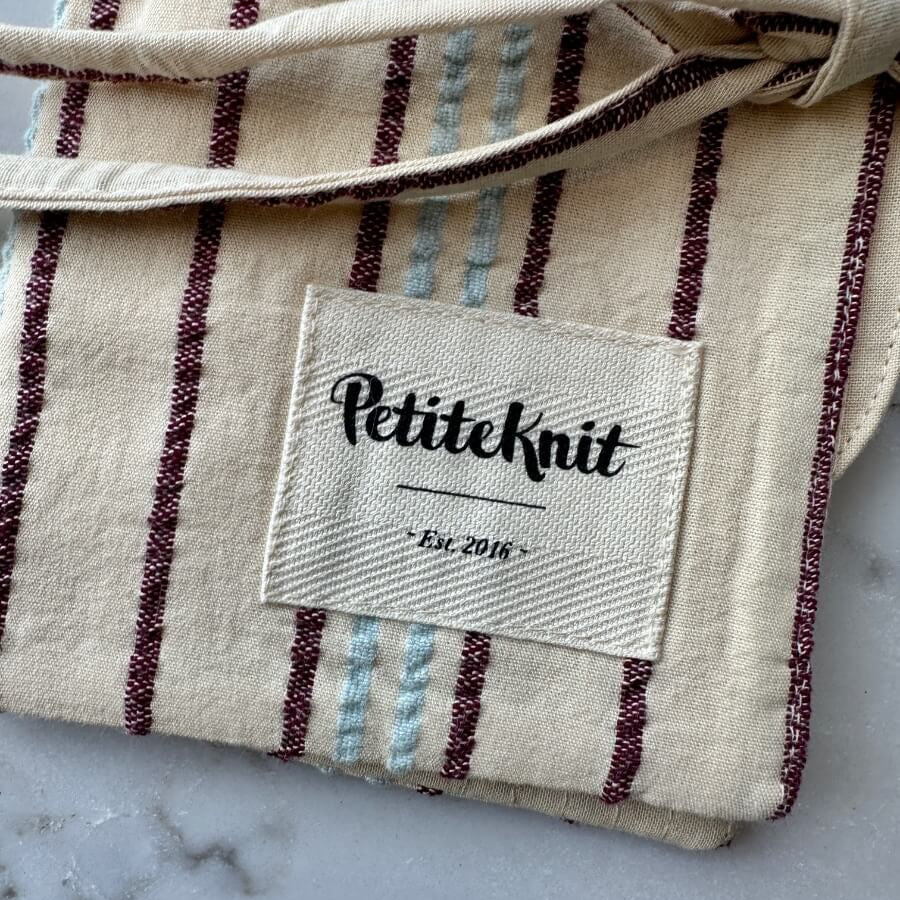 PetiteKnit
- Est. 2016 -